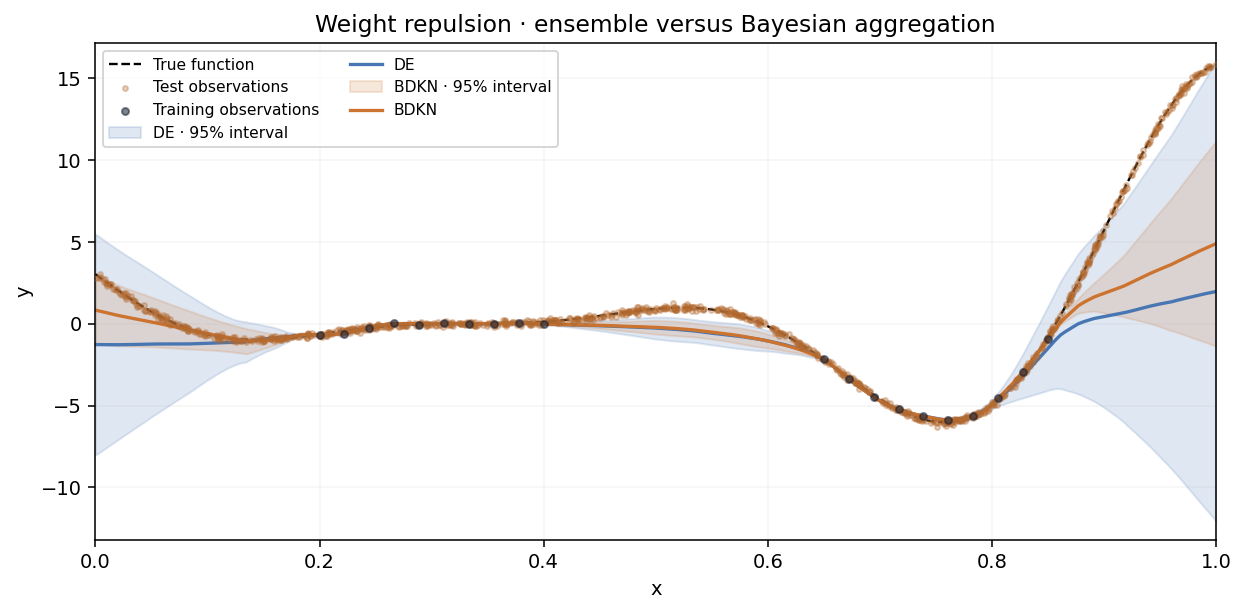 Weight repulsion · ensemble versus Bayesian aggregation
True function
Test observations
Training observations
DE · 95% interval
DE
BDKN · 95% interval
BDKN
y
15
10
5
0
−5
−10
0.0
0.2
0.4
0.6
0.8
1.0
x